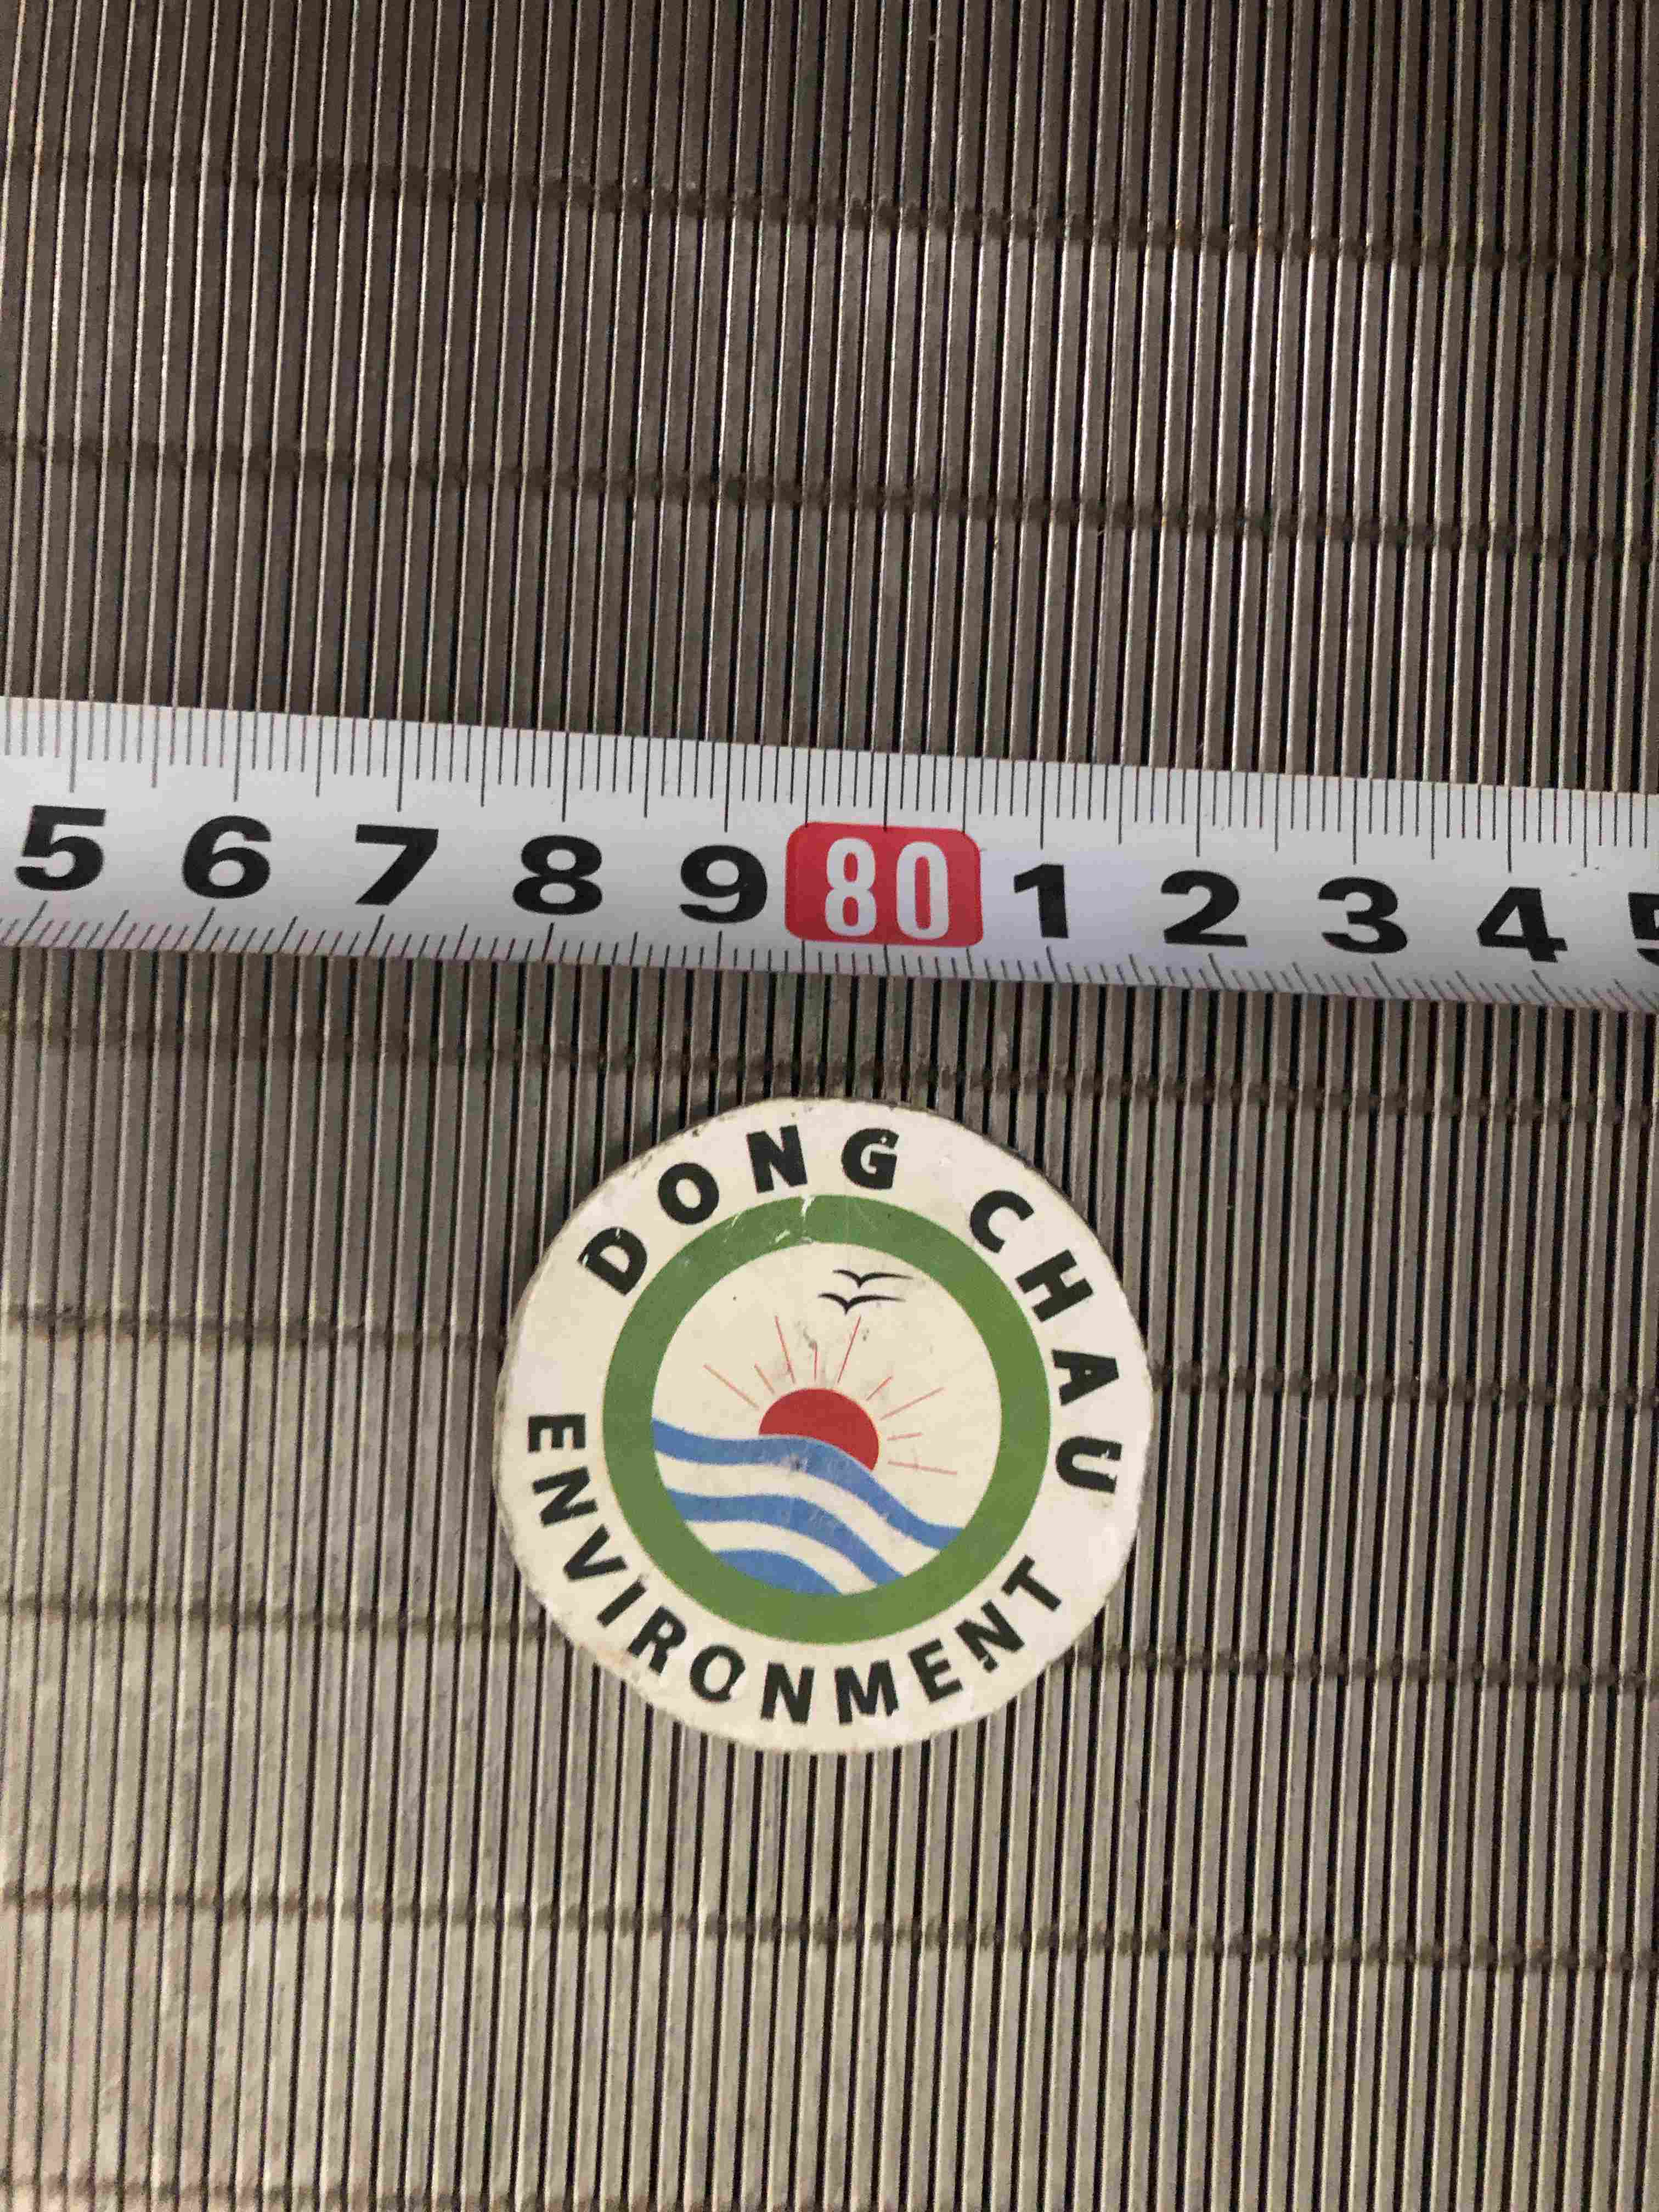 5 6 7 8 9 80 1 2 3 4 5
DONG CHAU
ENVIRONMENT